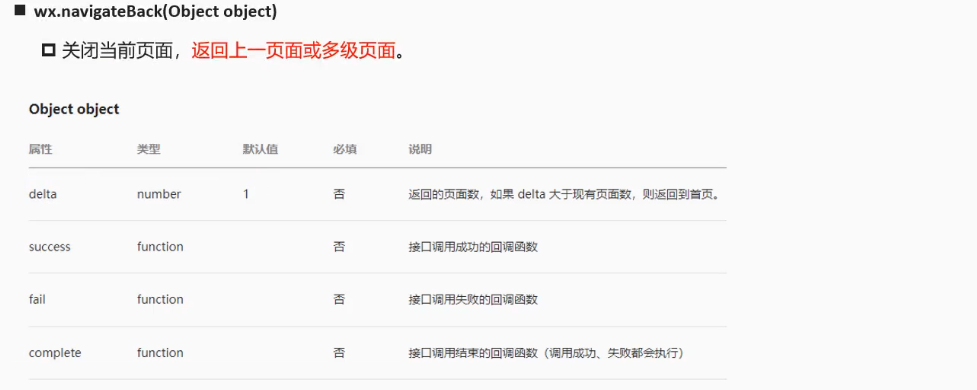 wx.navigateBack(Object object)
关闭当前页面，返回上一页面或多级页面。
Object object
属性 类型 默认值 必填 说明
delta number 1 否 返回的页面数，如果 delta 大于现有页面数，则返回到首页。
success function 否 接口调用成功的回调函数
fail function 否 接口调用失败的回调函数
complete function 否 接口调用结束的回调函数（调用成功、失败都会执行）